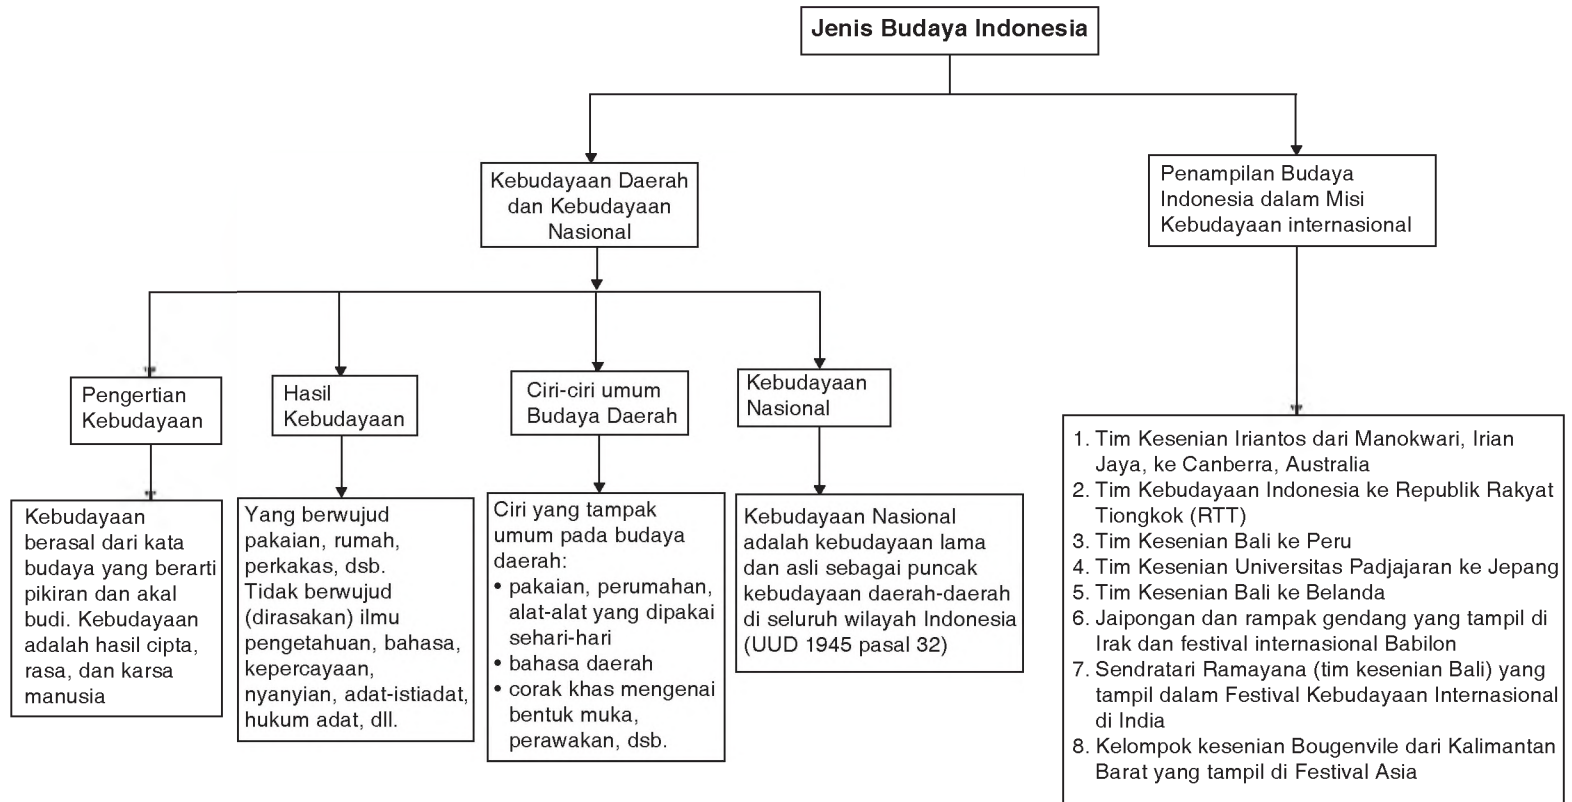 Jenis Budaya Indonesia
Kebudayaan Daerah
dan Kebudayaan
Nasional
Penampilan Budaya
Indonesia dalam Misi
Kebudayaan internasional
Pengertian
Kebudayaan
Hasil
Kebudayaan
Ciri-ciri umum
Budaya Daerah
Kebudayaan
Nasional
Kebudayaan
berasal dari kata
budaya yang berarti
pikiran dan akal
budi. Kebudayaan
adalah hasil cipta,
rasa, dan karsa
manusia
Yang berwujud
pakaian, rumah,
perkakas, dsb.
Tidak berwujud
(dirasakan) ilmu
pengetahuan, bahasa,
kepercayaan,
nyanyian, adat-istiadat,
hukum adat, dll.
Ciri yang tampak
umum pada budaya
daerah:
• pakaian, perumahan,
alat-alat yang dipakai
sehari-hari
• bahasa daerah
• corak khas mengenai
bentuk muka,
perawakan, dsb.
Kebudayaan Nasional
adalah kebudayaan lama
dan asli sebagai puncak
kebudayaan daerah-daerah
di seluruh wilayah Indonesia
(UUD 1945 pasal 32)
1. Tim Kesenian Iriantos dari Manokwari, Irian
Jaya, ke Canberra, Australia
2. Tim Kebudayaan Indonesia ke Republik Rakyat
Tiongkok (RTT)
3. Tim Kesenian Bali ke Peru
4. Tim Kesenian Universitas Padjajaran ke Jepang
5. Tim Kesenian Bali ke Belanda
6. Jaipongan dan rampak gendang yang tampil di
Irak dan festival internasional Babilon
7. Sendratari Ramayana (tim kesenian Bali) yang
tampil dalam Festival Kebudayaan Internasional
di India
8. Kelompok kesenian Bougenvile dari Kalimantan
Barat yang tampil di Festival Asia